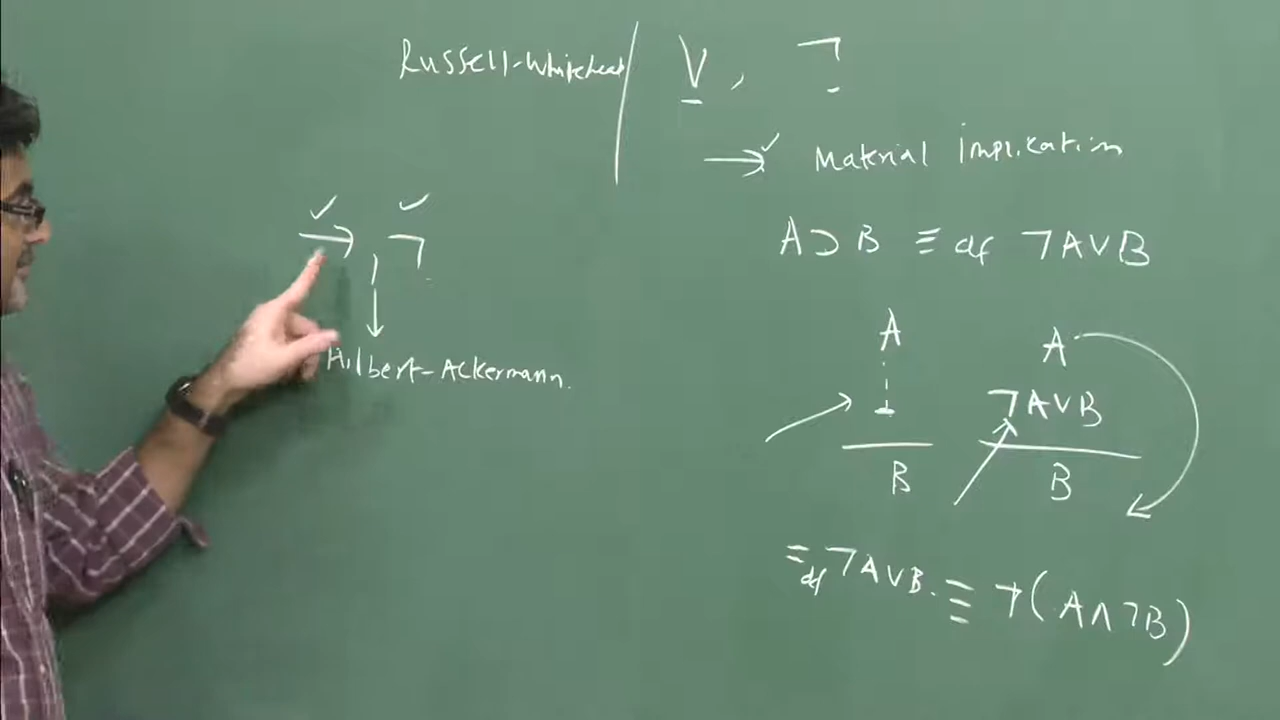 Russell-Whitehead
∨, ¬
→ ✓ Material Implication
✓ ✓
→, ¬
A ⊃ B ≡ df ¬A∨B
Hilbert-Ackermann.
A
B
A
¬A∨B
B
≡df ¬A∨B. ≡ ¬(A∧¬B)